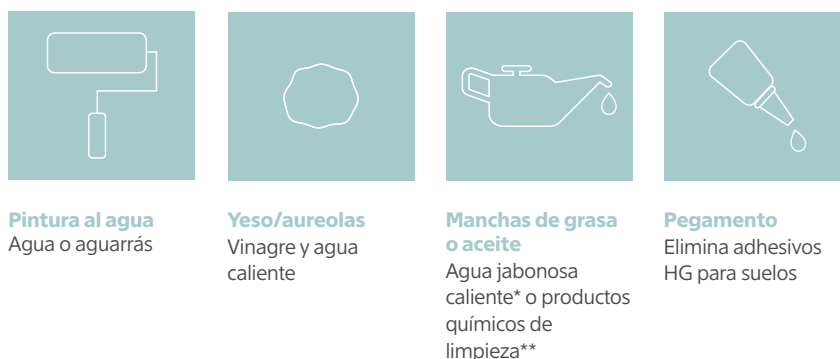 Pintura al agua
Agua o aguarrás
Yeso/aureolas
Vinagre y agua
caliente
Manchas de grasa
o aceite
Agua jabonosa
caliente* o productos
químicos de
limpieza**
Pegamento
Elimina adhesivos
HG para suelos